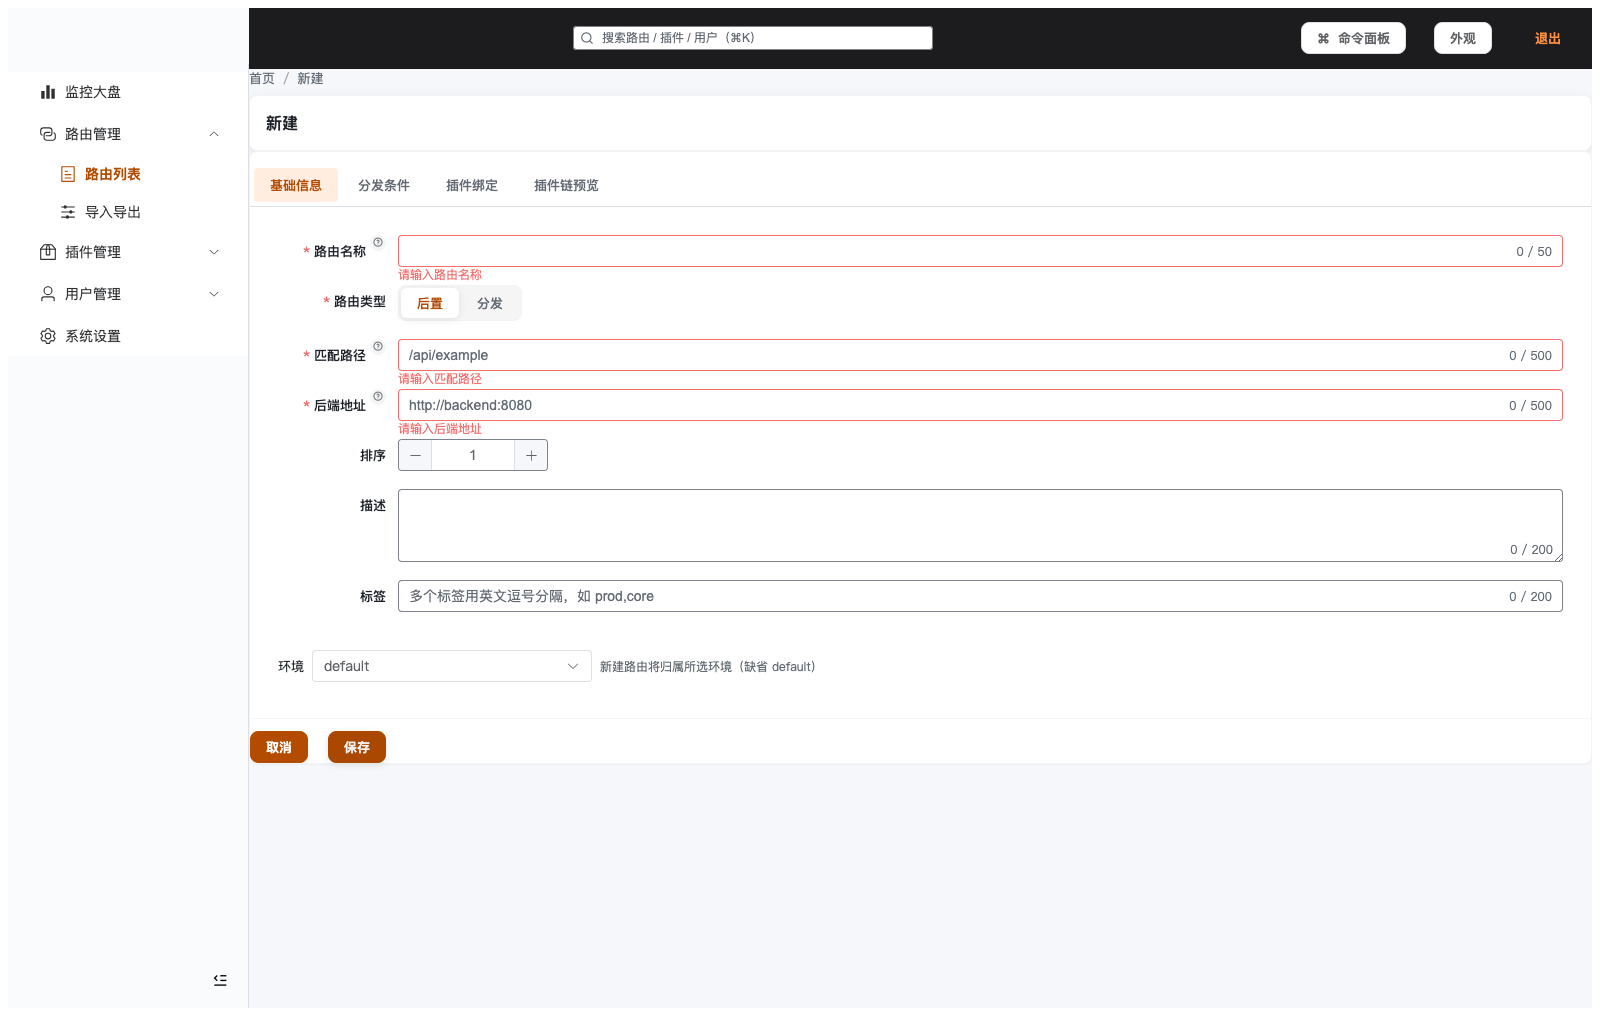 搜索路由 / 插件 / 用户（⌘K）
⌘ 命令面板
外观
退出
监控大盘
路由管理
路由列表
导入导出
插件管理
用户管理
系统设置
首页 / 新建
新建
基础信息
分发条件
插件绑定
插件链预览
* 路由名称
0 / 50
请输入路由名称
* 路由类型
后置
分发
* 匹配路径
/api/example
0 / 500
请输入匹配路径
* 后端地址
http://backend:8080
0 / 500
请输入后端地址
排序
1
描述
0 / 200
标签
多个标签用英文逗号分隔，如 prod,core
0 / 200
环境
default
新建路由将归属所选环境（缺省 default）
取消
保存